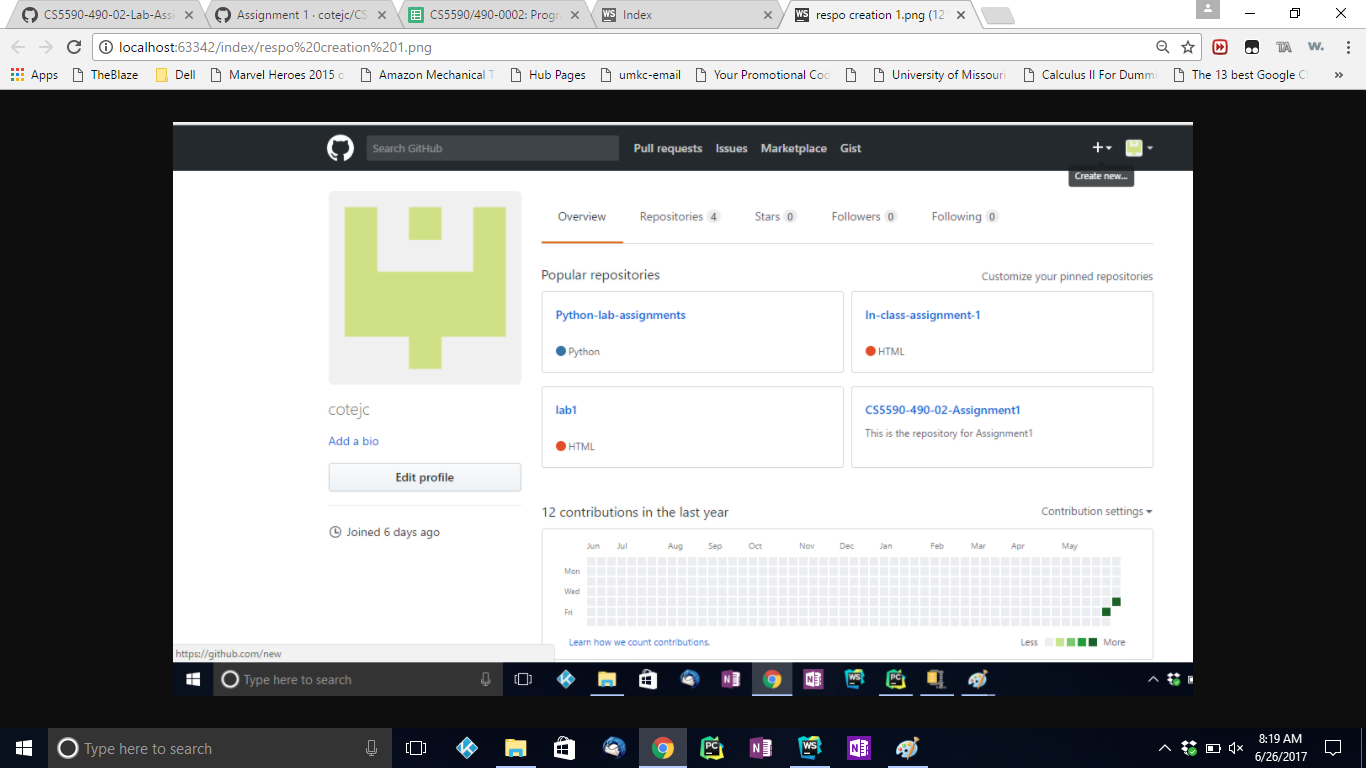 CS5590-490-02-Lab-Assi
Assignment 1 · cotejc/CS
CS5590/490-0002: Progr
WS Index
WS respo creation 1.png (12
localhost:63342/index/respo%20creation%201.png
TA W.
Apps TheBlaze Dell Marvel Heroes 2015 Amazon Mechanical T Hub Pages umkc-email Your Promotional Cod University of Missouri Calculus II For Dummi The 13 best Google C »
Search GitHub Pull requests Issues Marketplace Gist
Create new...
Overview Repositories 4 Stars 0 Followers 0 Following 0
Popular repositories Customize your pinned repositories
Python-lab-assignments
Python
In-class-assignment-1
HTML
lab1
HTML
CS5590-490-02-Assignment1
This is the repository for Assignment1
cotejc
Add a bio
Edit profile
Joined 6 days ago
12 contributions in the last year Contribution settings
Jun Jul Aug Sep Oct Nov Dec Jan Feb Mar Apr May
Mon
Wed
Fri
Learn how we count contributions. Less More
https://github.com/new
Type here to search
N N WS PC
Type here to search
PC N WS N
8:19 AM
6/26/2017